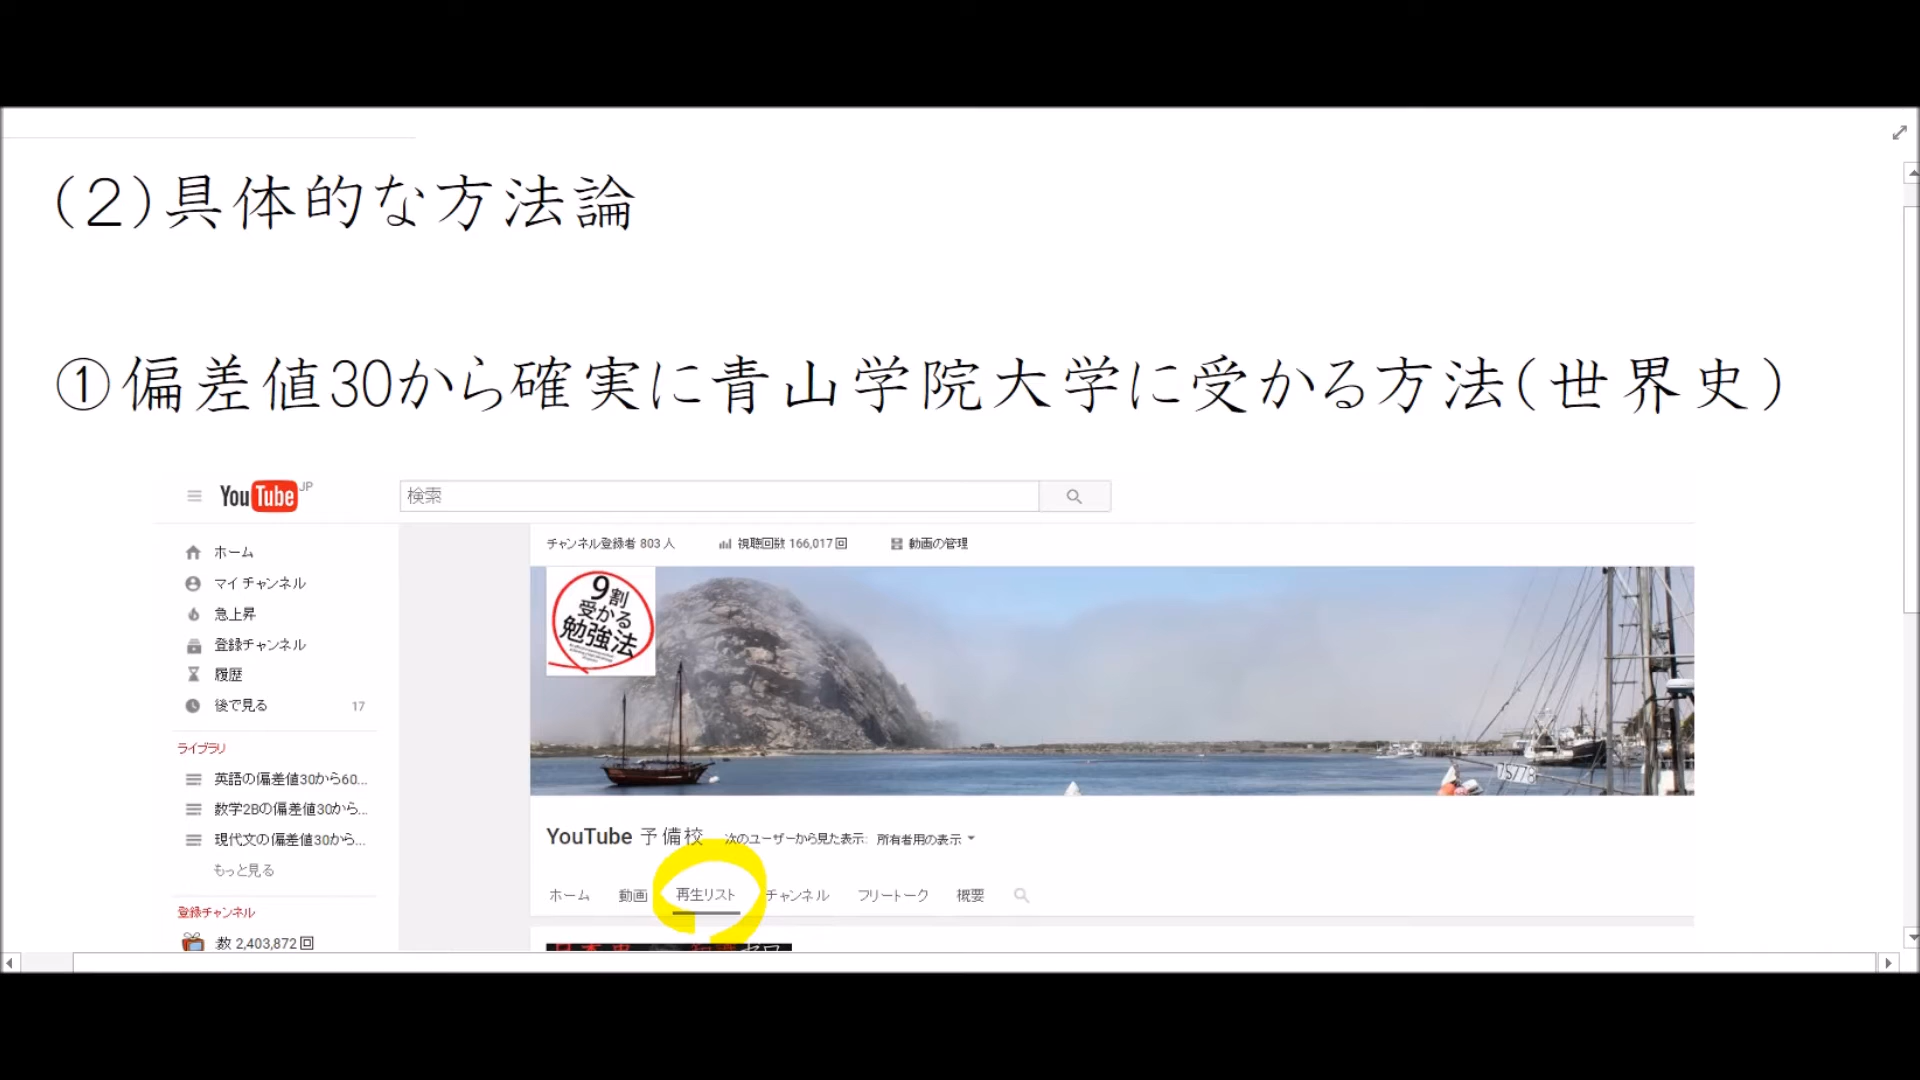 (2)具体的な方法論
①偏差値30から確実に青山学院大学に受かる方法(世界史)
YouTube JP
検索
チャンネル登録者 803 人
視聴回数 166,017 回
動画の管理
ホーム
マイ チャンネル
急上昇
登録チャンネル
履歴
後で見る 17
ライブラリ
英語の偏差値30から60...
数学2Bの偏差値30から...
現代文の偏差値30から...
もっと見る
登録チャンネル
数 2,403,872 回
9割
受かる
勉強法
YouTube 予備校
次のユーザーから見た表示: 所有者用の表示
ホーム 動画 再生リスト チャンネル フリートーク 概要